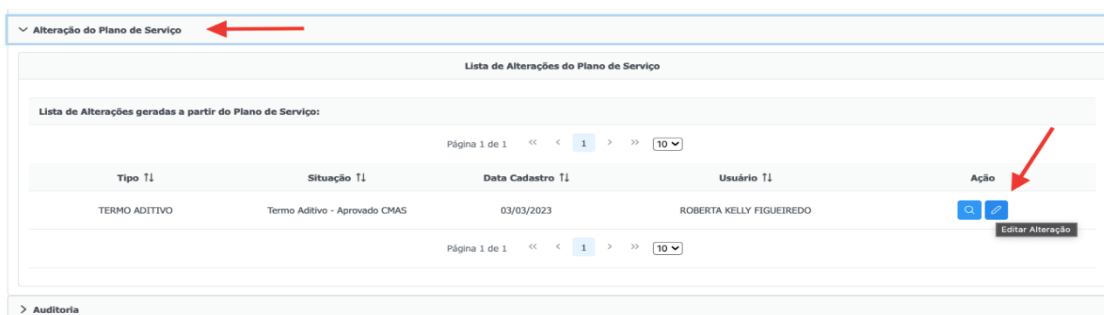 Alteração do Plano de Serviço
Lista de Alterações do Plano de Serviço
Lista de Alterações geradas a partir do Plano de Serviço:
Página 1 de 1 << < 1 > >> 10
Tipo ↑↓ Situação ↑↓ Data Cadastro ↑↓ Usuário ↑↓ Ação
TERMO ADITIVO Termo Aditivo - Aprovado CMAS 03/03/2023 ROBERTA KELLY FIGUEIREDO
Editar Alteração
Página 1 de 1 << < 1 > >> 10
Auditoria